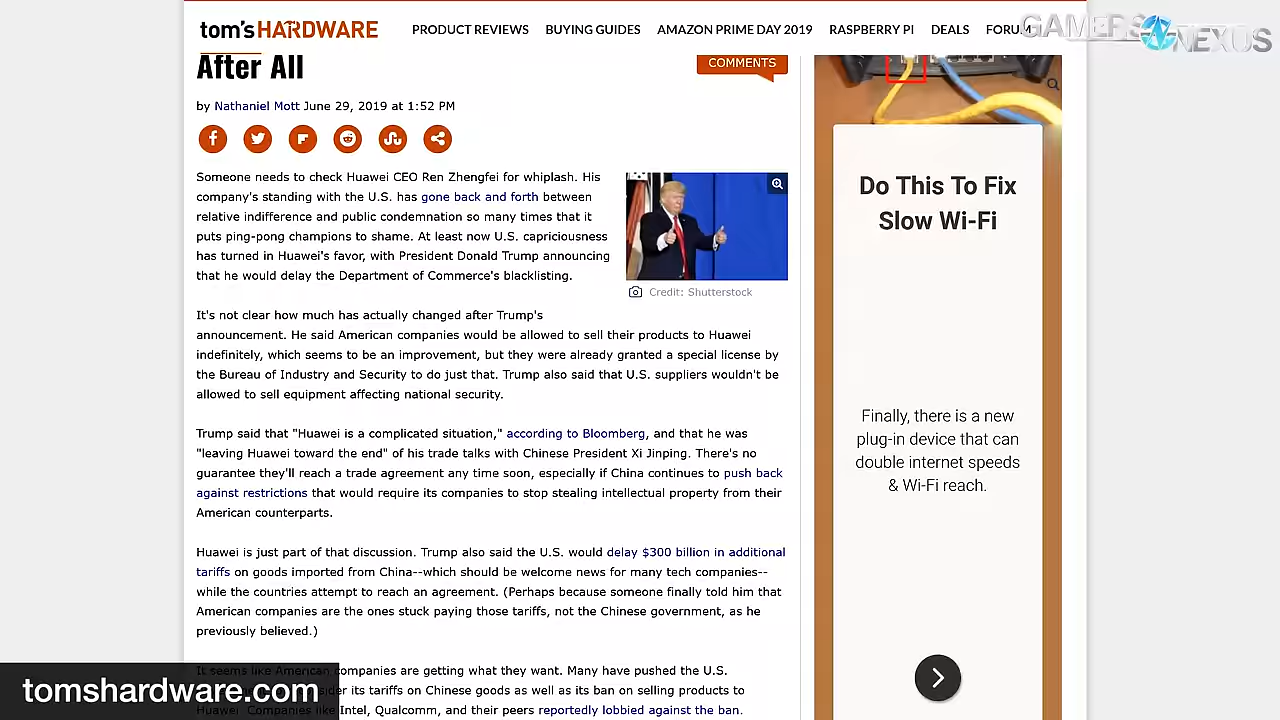 tom's HARDWARE
PRODUCT REVIEWS BUYING GUIDES AMAZON PRIME DAY 2019 RASPBERRY PI DEALS FORUM
GAMERS NEXUS
After All
COMMENTS
by Nathaniel Mott June 29, 2019 at 1:52 PM
Someone needs to check Huawei CEO Ren Zhengfei for whiplash. His
company's standing with the U.S. has gone back and forth between
relative indifference and public condemnation so many times that it
puts ping-pong champions to shame. At least now U.S. capriciousness
has turned in Huawei's favor, with President Donald Trump announcing
that he would delay the Department of Commerce's blacklisting.
Credit: Shutterstock
It's not clear how much has actually changed after Trump's
announcement. He said American companies would be allowed to sell their products to Huawei
indefinitely, which seems to be an improvement, but they were already granted a special license by
the Bureau of Industry and Security to do just that. Trump also said that U.S. suppliers wouldn't be
allowed to sell equipment affecting national security.
Trump said that "Huawei is a complicated situation," according to Bloomberg, and that he was
"leaving Huawei toward the end" of his trade talks with Chinese President Xi Jinping. There's no
guarantee they'll reach a trade agreement any time soon, especially if China continues to push back
against restrictions that would require its companies to stop stealing intellectual property from their
American counterparts.
Huawei is just part of that discussion. Trump also said the U.S. would delay $300 billion in additional
tariffs on goods imported from China--which should be welcome news for many tech companies--
while the countries attempt to reach an agreement. (Perhaps because someone finally told him that
American companies are the ones stuck paying those tariffs, not the Chinese government, as he
previously believed.)
It seems like American companies are getting what they want. Many have pushed the U.S.
its tariffs on Chinese goods as well as its ban on selling products to
Huawei. Companies like Intel, Qualcomm, and their peers reportedly lobbied against the ban.
Do This To Fix
Slow Wi-Fi
Finally, there is a new
plug-in device that can
double internet speeds
& Wi-Fi reach.
tomshardware.com